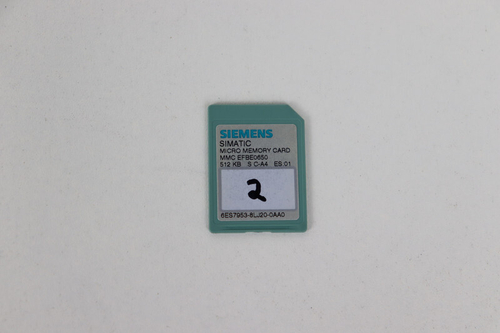 SIEMENS
SIMATIC
MICRO MEMORY CARD
MMC EFBE0650
512 KB S C-A4 ES:01
2
6ES7953-8LJ20-0AA0